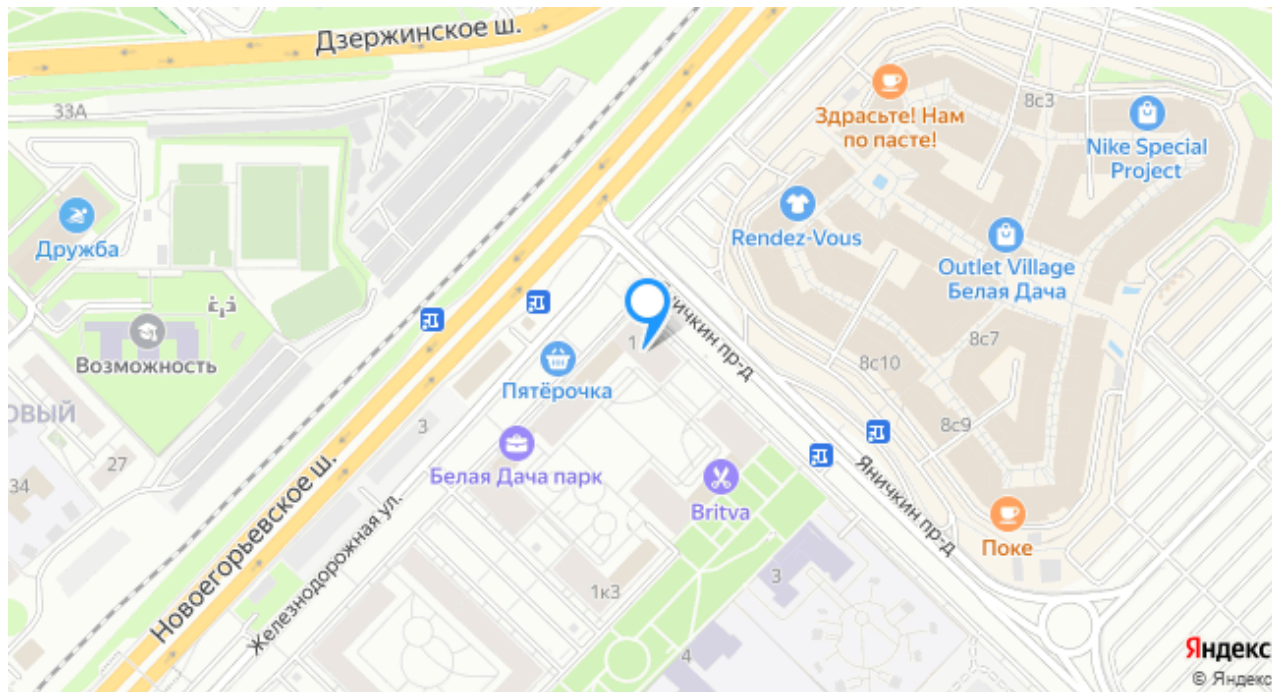 Дзержинское ш.
33А
8с3
Здрасьте! Нам
по пасте!
Nike Special
Project
Дружба
Rendez-Vous
Outlet Village
Белая Дача
Возможность
1
Пятёрочка
8с7
8с10
8с9
3
27
34
Белая Дача парк
Britva
Яничкин пр-д
Поке
Новоегорьевское ш.
Железнодорожная ул.
1к3
3
4
Яндекс
© Яндекс